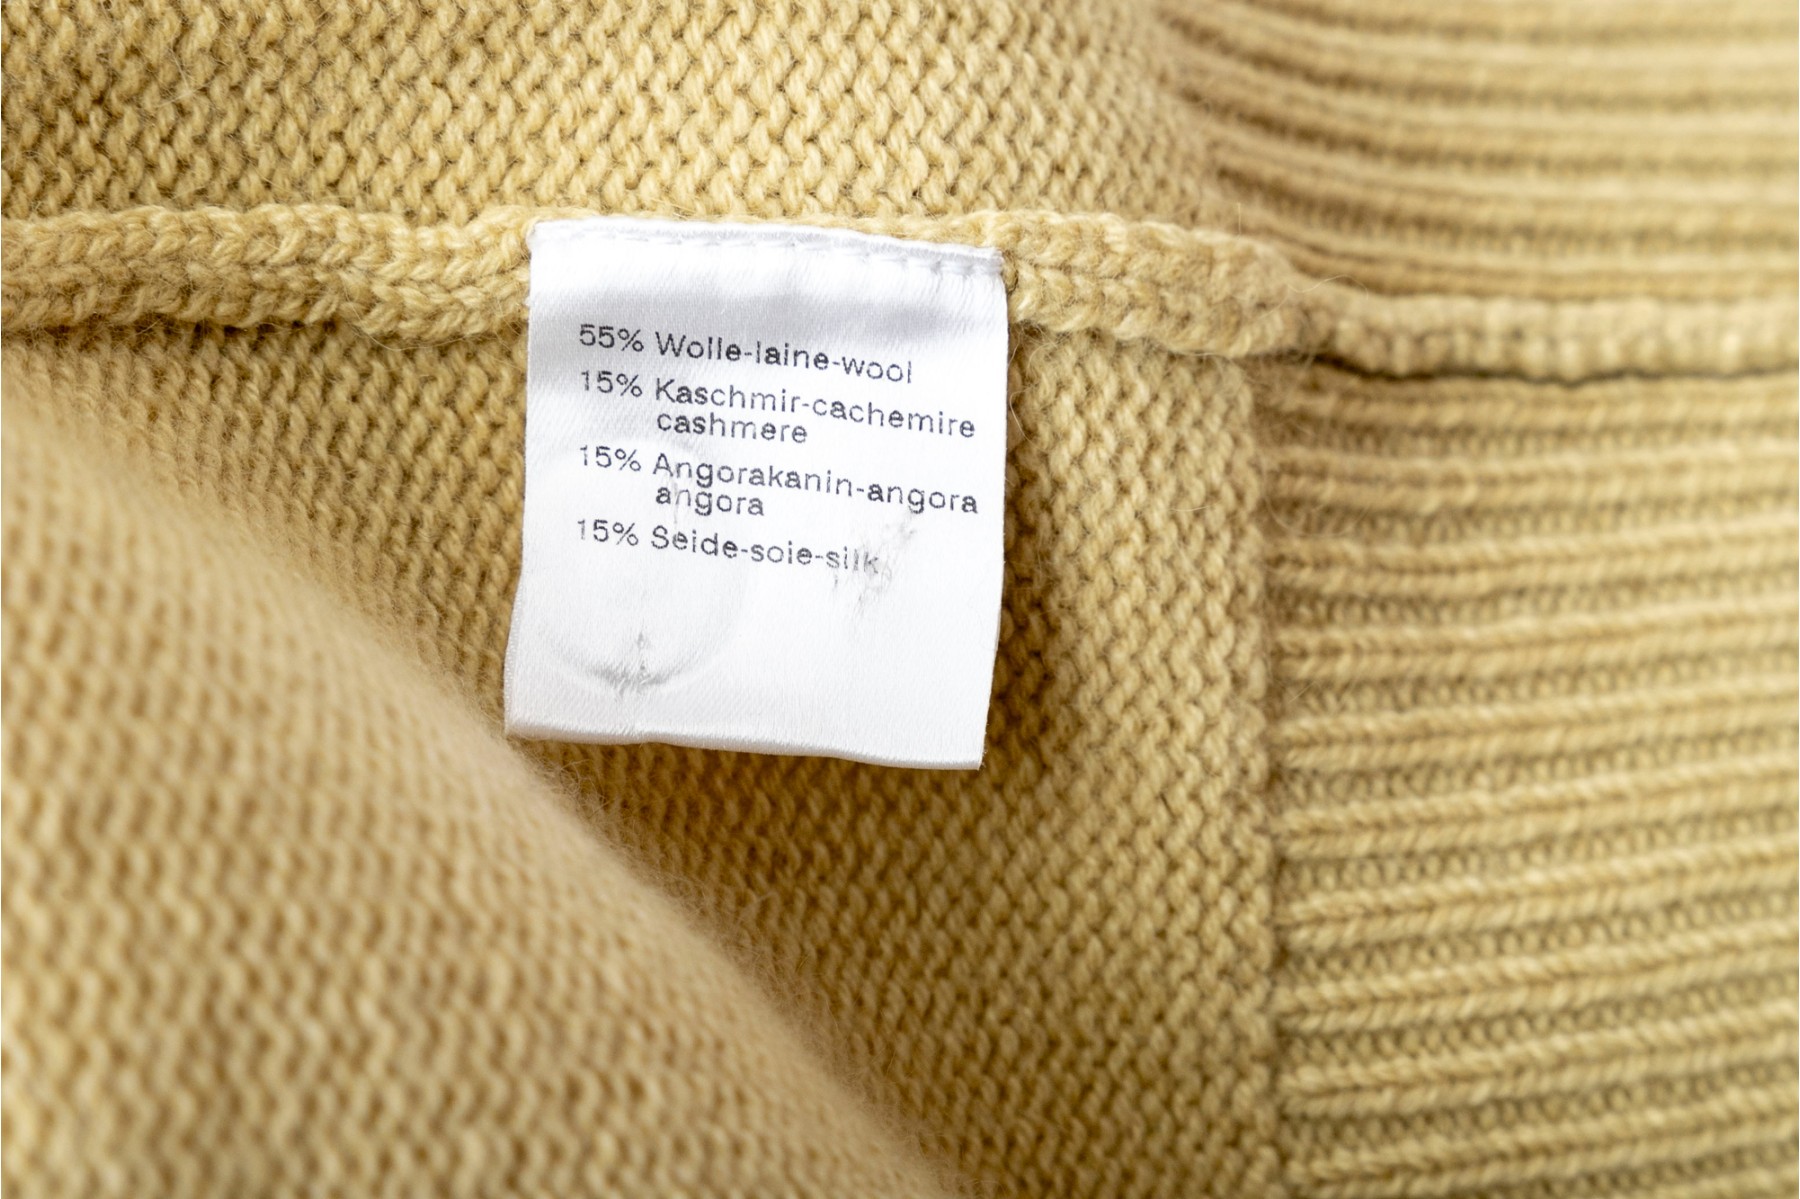 55% Wolle-laine-wool
15% Kaschmir-cachemire
cashmere
15% Angorakanin-angora
angora
15% Seide-soie-silk